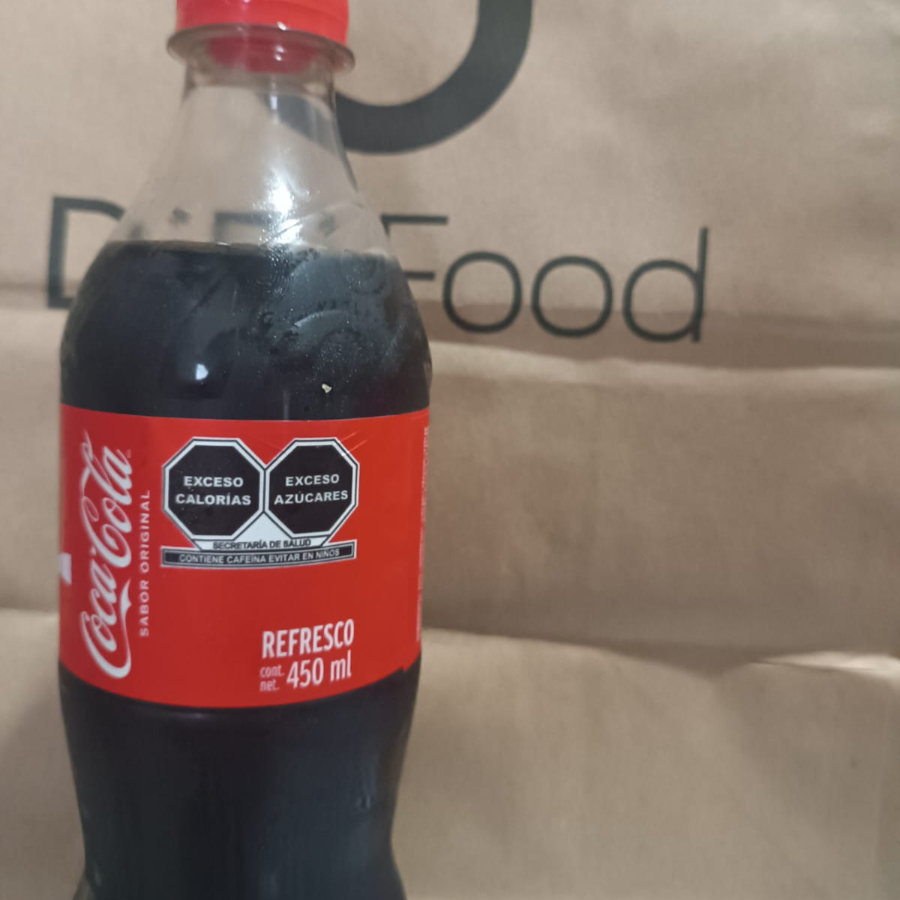 Food
Coca-Cola
SABOR ORIGINAL
EXCESO
CALORÍAS
EXCESO
AZÚCARES
SECRETARÍA DE SALUD
CONTIENE CAFEÍNA EVITAR EN NIÑOS
REFRESCO
cont.
net. 450 ml